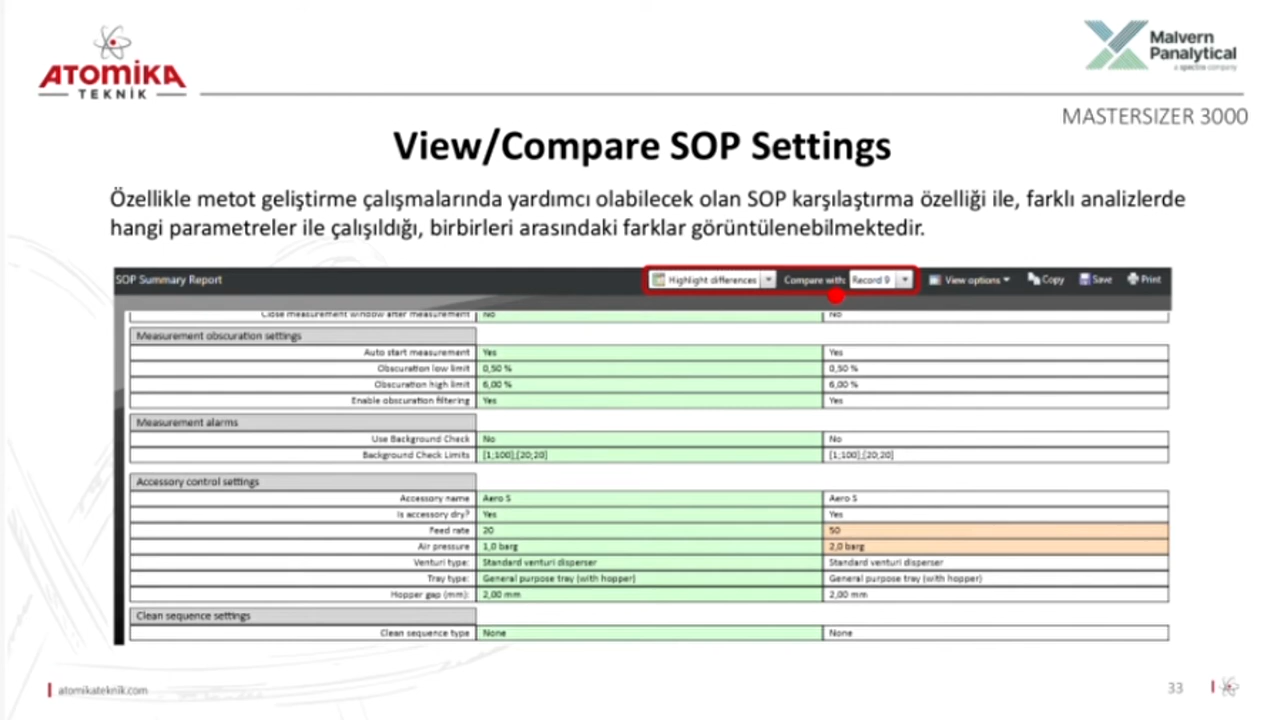 ATOMİKA
TEKNİK
Malvern
Panalytical
a spectris company
MASTERSIZER 3000
View/Compare SOP Settings
Özellikle metot geliştirme çalışmalarında yardımcı olabilecek olan SOP karşılaştırma özelliği ile, farklı analizlerde
hangi parametreler ile çalışıldığı, birbirleri arasındaki farklar görüntülenebilmektedir.
SOP Summary Report Highlight differences Compare with: Record 9 View options Copy Save Print
Close measurement window after measurement No No
Measurement obscuration settings
Auto start measurement Yes Yes
Obscuration low limit 0,50 % 0,50 %
Obscuration high limit 6,00 % 6,00 %
Enable obscuration filtering Yes Yes
Measurement alarms
Use Background Check No No
Background Check Limits [1;100],[20;20] [1;100],[20;20]
Accessory control settings
Accessory name Aero S Aero S
Is accessory dry? Yes Yes
Feed rate 20 50
Air pressure 1,0 barg 2,0 barg
Venturi type: Standard venturi disperser Standard venturi disperser
Tray type: General purpose tray (with hopper) General purpose tray (with hopper)
Hopper gap (mm): 2,00 mm 2,00 mm
Clean sequence settings
Clean sequence type None None
atomikateknik.com
33